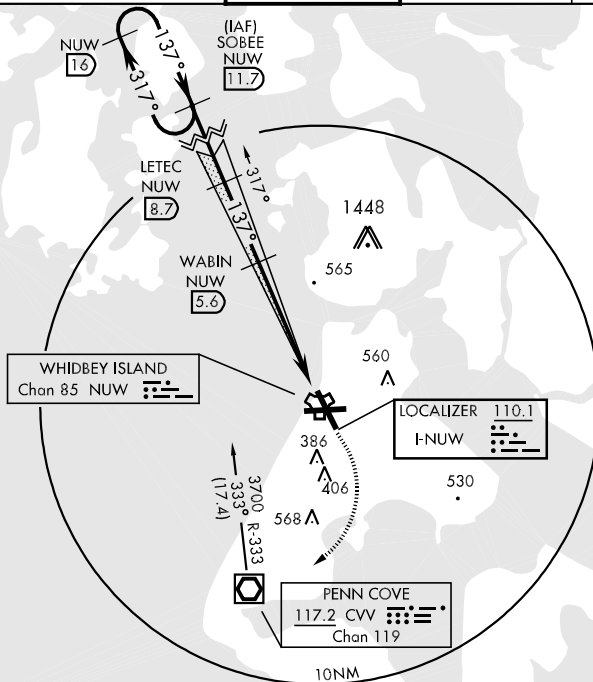 (IAF)
SOBEE
NUW
11.7
NUW
16
137°
317°
LETEC
NUW
8.7
317°
137°
1448
565
WABIN
NUW
5.6
WHIDBEY ISLAND
Chan 85 NUW
560
LOCALIZER 110.1
I-NUW
386
406
530
568
3700 R-333
333°
(17.4)
PENN COVE
117.2 CVV
Chan 119
10NM